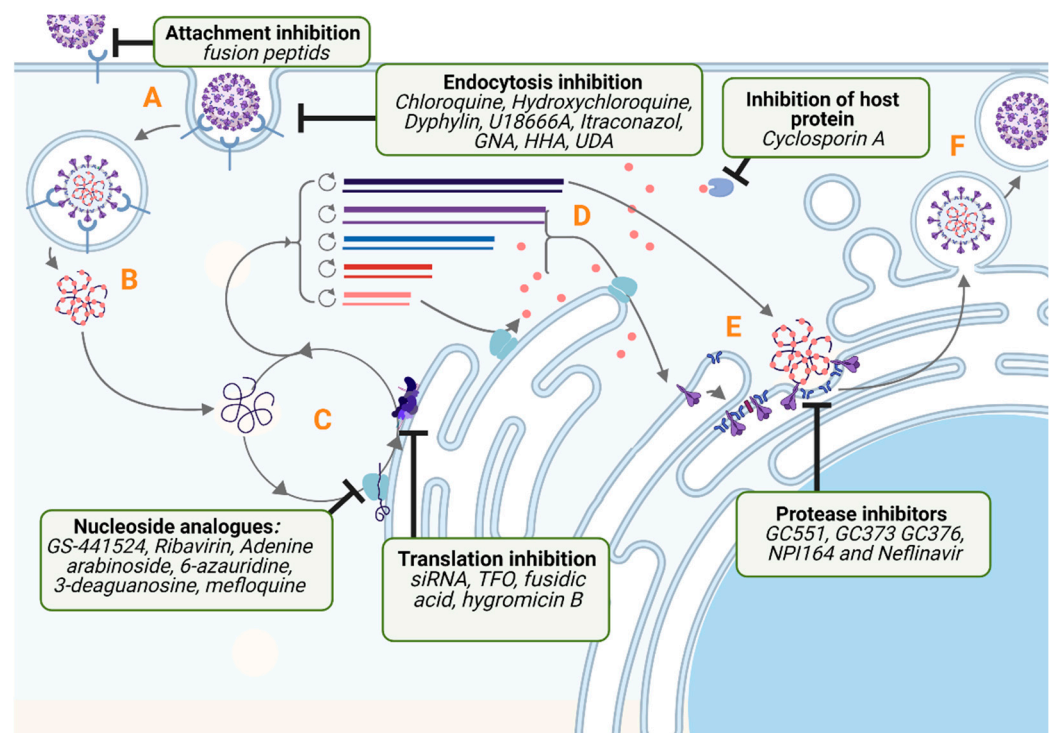 Attachment inhibition
fusion peptids
A
Endocytosis inhibition
Chloroquine, Hydroxychloroquine,
Dyphylin, U18666A, Itraconazol,
GNA, HHA, UDA
Inhibition of host
protein
Cyclosporin A
F
D
B
E
C
Nucleoside analogues:
GS-441524, Ribavirin, Adenine
arabinoside, 6-azauridine,
3-deaguanosine, mefloquine
Translation inhibition
siRNA, TFO, fusidic
acid, hygromicin B
Protease inhibitors
GC551, GC373 GC376,
NPI164 and Neflinavir